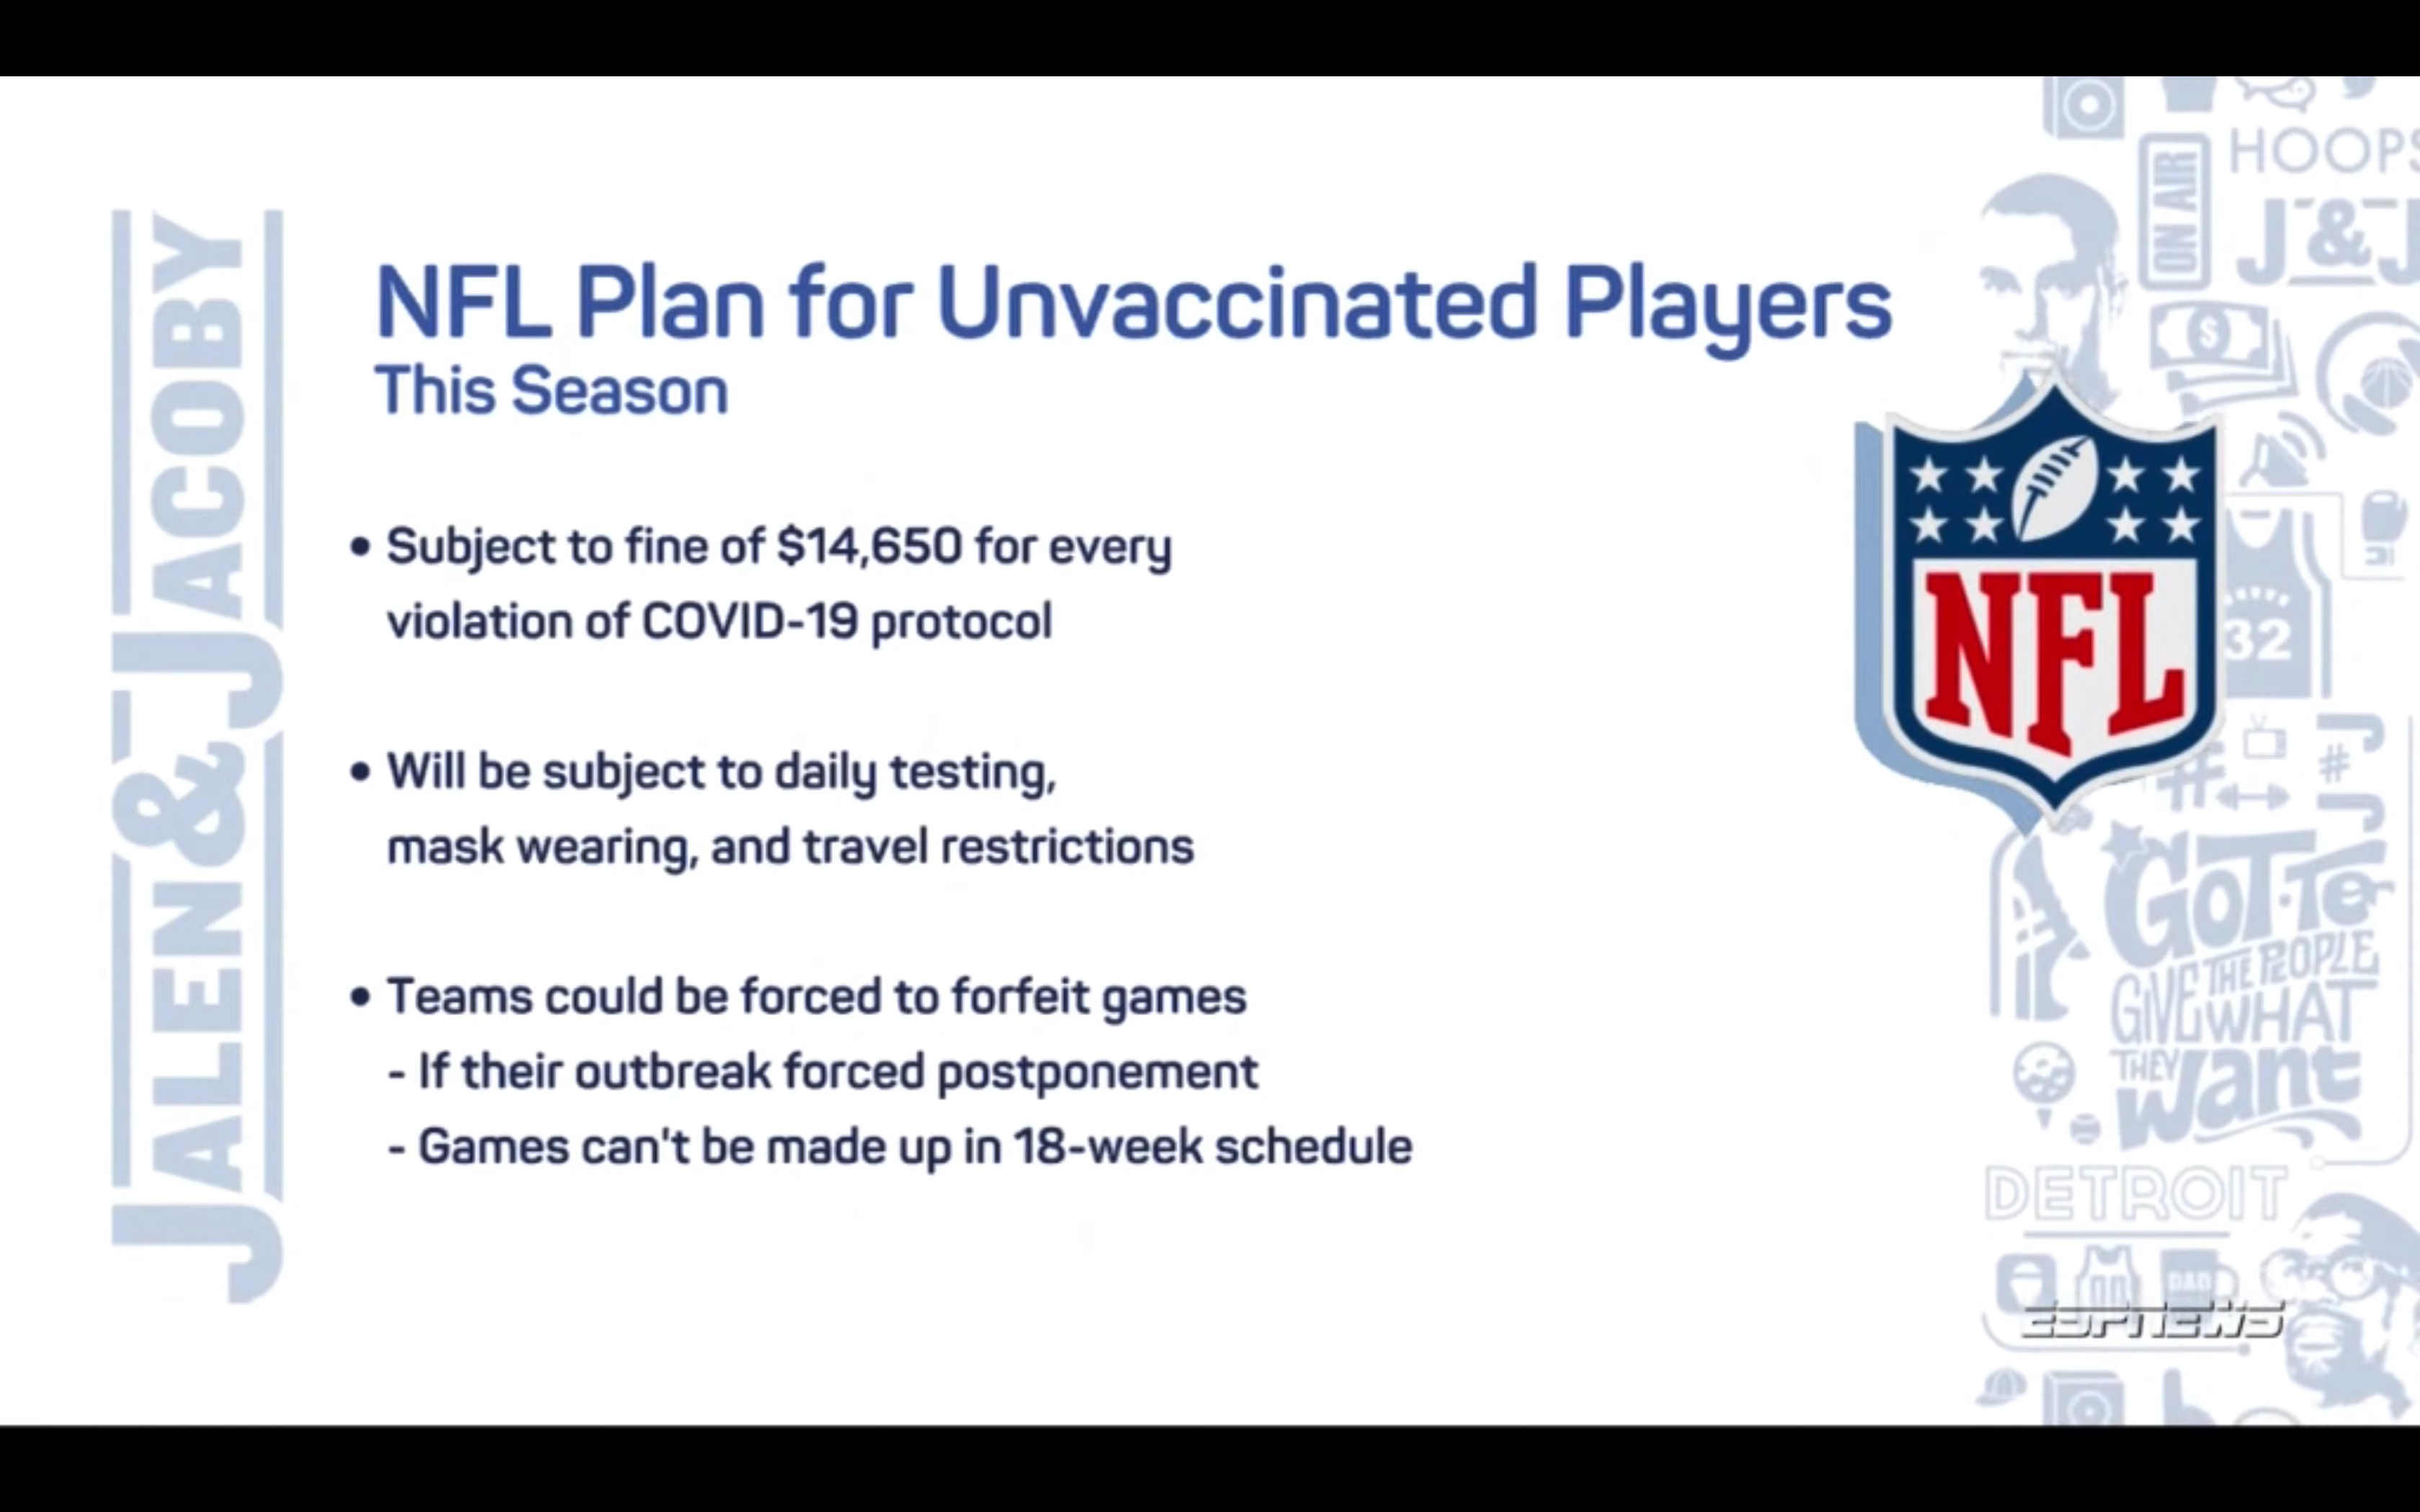 JALEN & JACOBY
NFL Plan for Unvaccinated Players
This Season
• Subject to fine of $14,650 for every
violation of COVID-19 protocol
• Will be subject to daily testing,
mask wearing, and travel restrictions
• Teams could be forced to forfeit games
- If their outbreak forced postponement
- Games can't be made up in 18-week schedule
NFL
HOOPS
ON AIR
J&J
$
32
#
#
J
J
GOT-TO
GIVE THE PEOPLE
WHAT
THEY
want
DETROIT
DAD
ESPNEWS